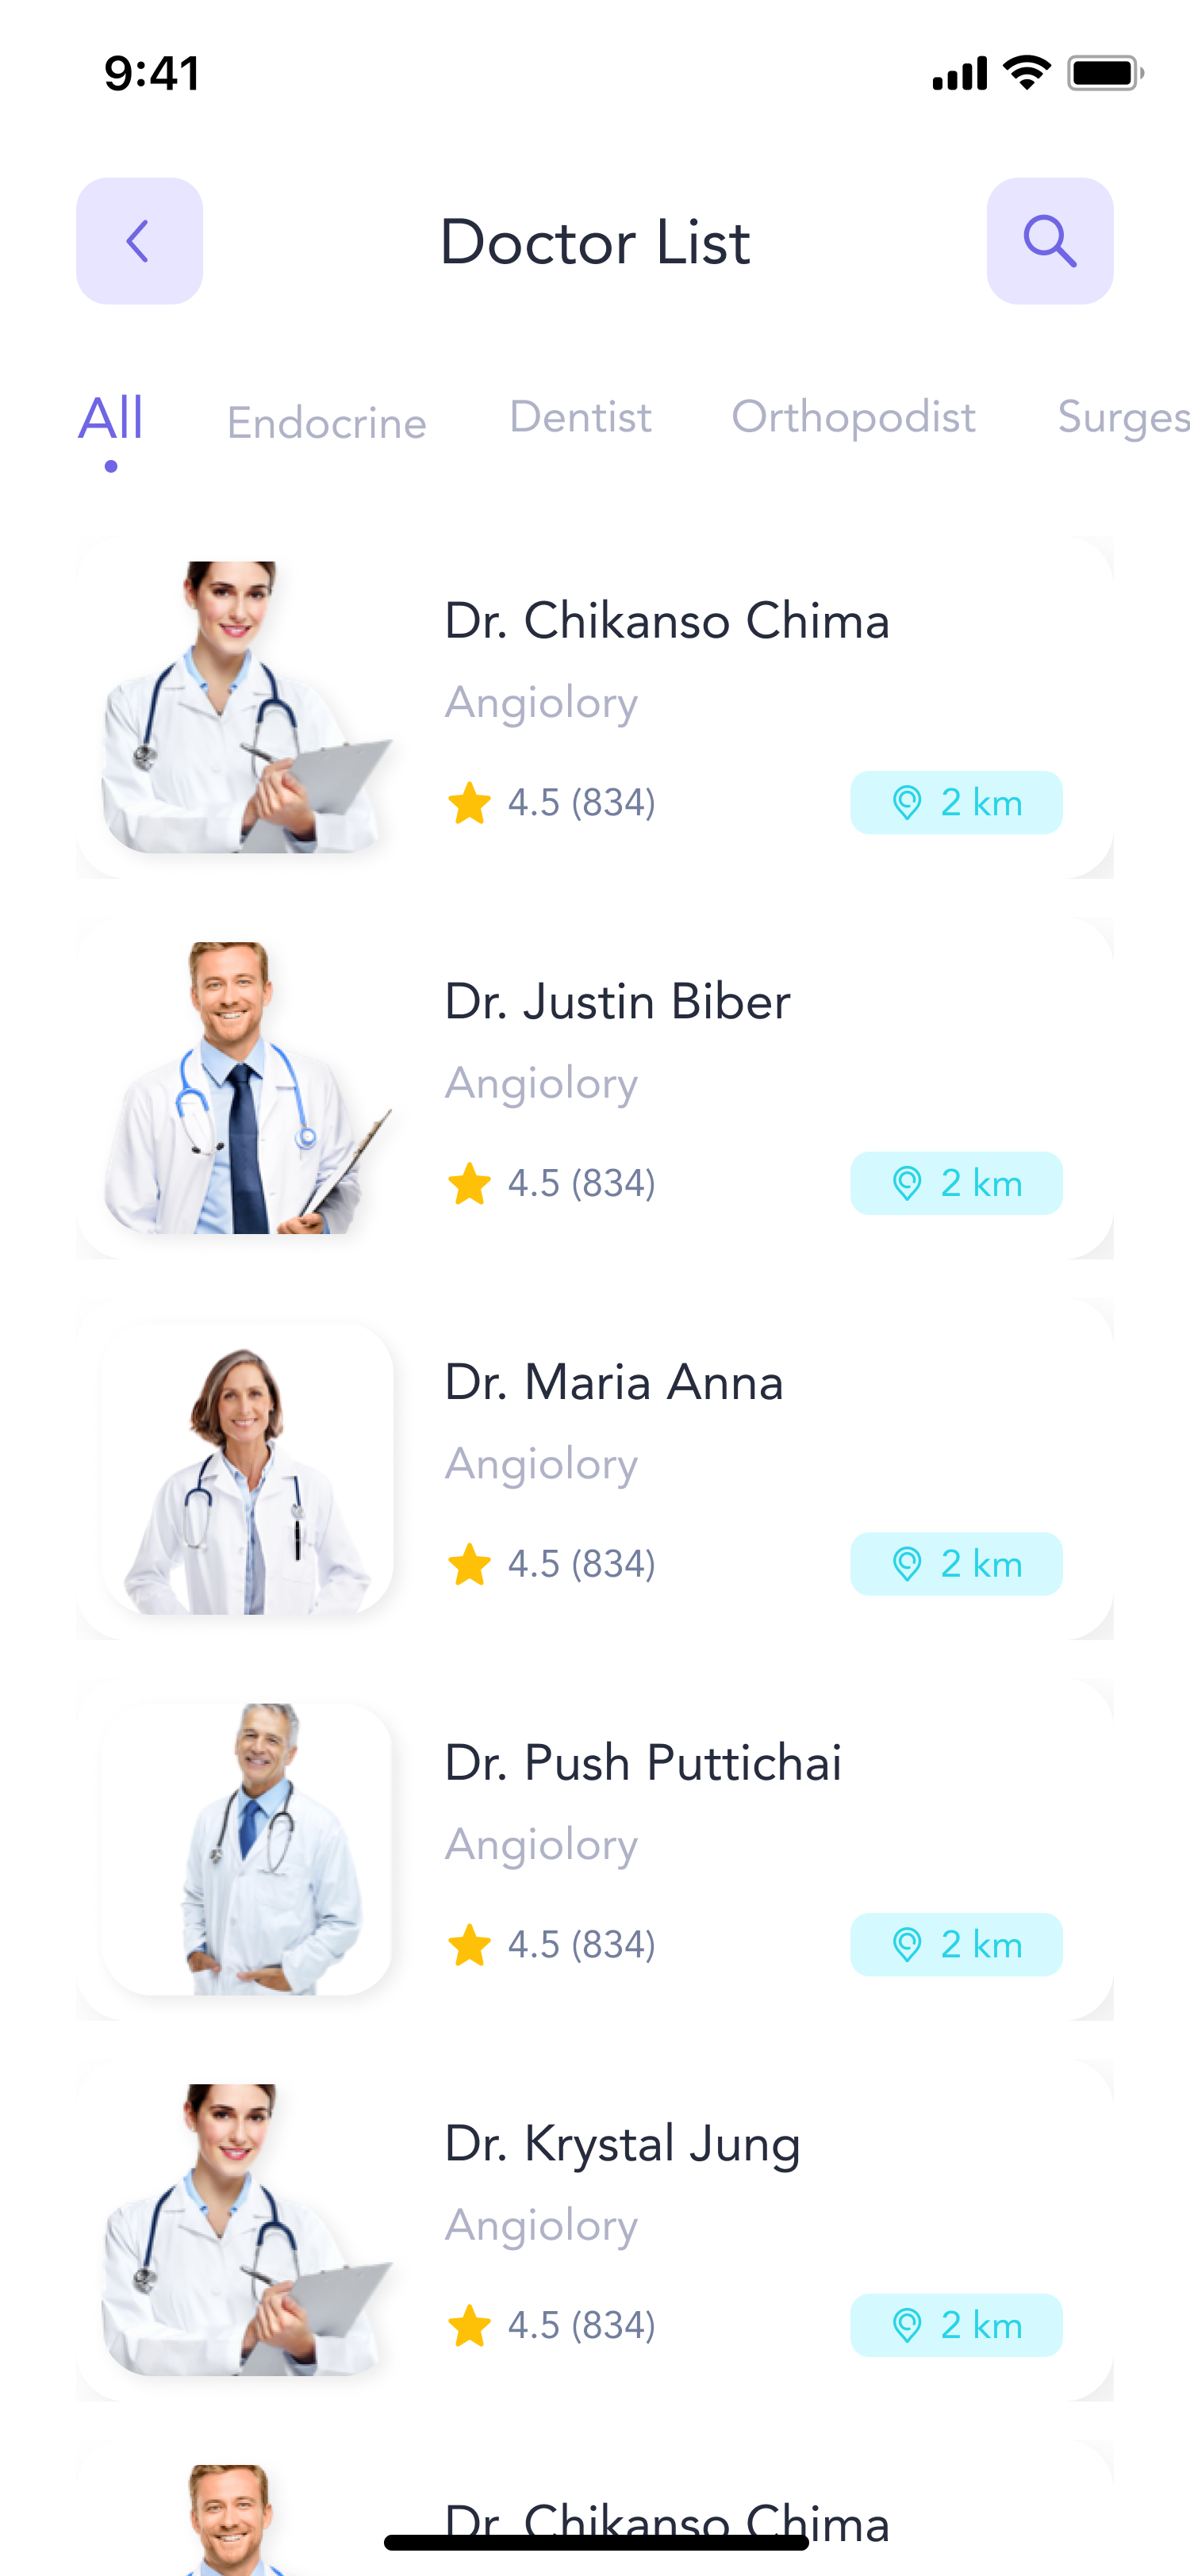 9:41
Doctor List
All Endocrine Dentist Orthopodist Surges
Dr. Chikanso Chima
Angiolory
4.5 (834) 2 km
Dr. Justin Biber
Angiolory
4.5 (834) 2 km
Dr. Maria Anna
Angiolory
4.5 (834) 2 km
Dr. Push Puttichai
Angiolory
4.5 (834) 2 km
Dr. Krystal Jung
Angiolory
4.5 (834) 2 km
Dr. Chikanso Chima